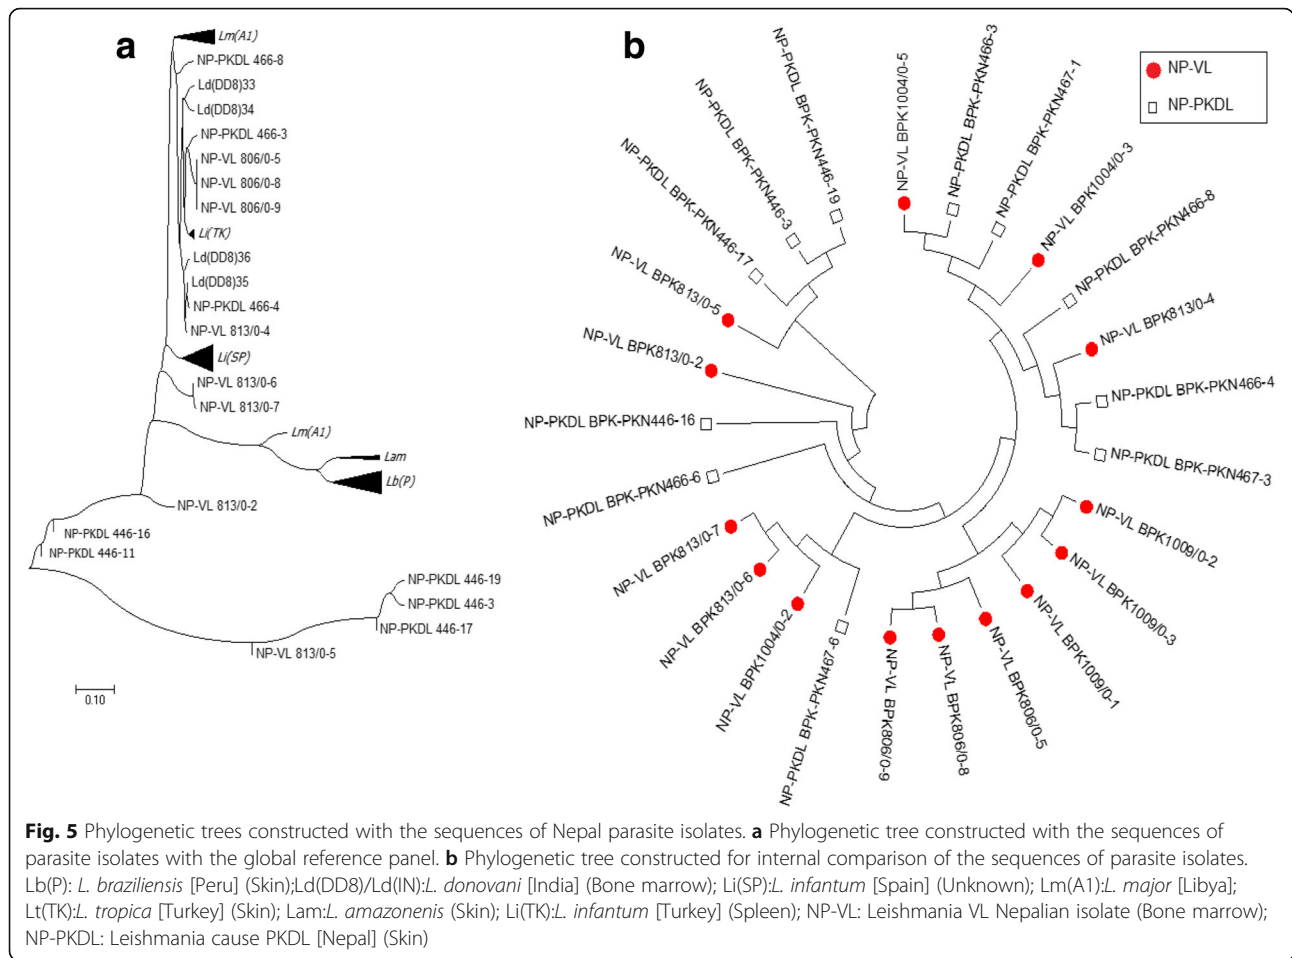 a
Lm(A1)
NP-PKDL 466-8
Ld(DD8)33
Ld(DD8)34
NP-PKDL 466-3
NP-VL 806/0-5
NP-VL 806/0-8
NP-VL 806/0-9
Li(TK)
Ld(DD8)36
Ld(DD8)35
NP-PKDL 466-4
NP-VL 813/0-4
Li(SP)
NP-VL 813/0-6
NP-VL 813/0-7
Lm(A1)
Lam
Lb(P)
NP-VL 813/0-2
NP-PKDL 446-16
NP-PKDL 446-11
NP-PKDL 446-19
NP-PKDL 446-3
NP-PKDL 446-17
NP-VL 813/0-5
0.10
b
NP-VL
NP-PKDL
NP-VL BPK1004/0-5
NP-PKDL BPK-PKN466-3
NP-PKDL BPK-PKN467-1
NP-VL BPK1004/0-3
NP-PKDL BPK-PKN466-8
NP-VL BPK813/0-4
NP-PKDL BPK-PKN466-4
NP-PKDL BPK-PKN467-3
NP-VL BPK1009/0-2
NP-VL BPK1009/0-3
NP-VL BPK1009/0-1
NP-VL BPK806/0-5
NP-VL BPK806/0-8
NP-VL BPK806/0-9
NP-PKDL BPK-PKN467-6
NP-VL BPK1004/0-2
NP-VL BPK813/0-6
NP-VL BPK813/0-7
NP-PKDL BPK-PKN466-6
NP-PKDL BPK-PKN446-16
NP-VL BPK813/0-2
NP-VL BPK813/0-5
NP-PKDL BPK-PKN446-17
NP-PKDL BPK-PKN446-3
NP-PKDL BPK-PKN446-19
Fig. 5 Phylogenetic trees constructed with the sequences of Nepal parasite isolates. a Phylogenetic tree constructed with the sequences of
parasite isolates with the global reference panel. b Phylogenetic tree constructed for internal comparison of the sequences of parasite isolates.
Lb(P): L. braziliensis [Peru] (Skin);Ld(DD8)/Ld(IN):L. donovani [India] (Bone marrow); Li(SP):L. infantum [Spain] (Unknown); Lm(A1):L. major [Libya];
Lt(TK):L. tropica [Turkey] (Skin); Lam:L. amazonenis (Skin); Li(TK):L. infantum [Turkey] (Spleen); NP-VL: Leishmania VL Nepalian isolate (Bone marrow);
NP-PKDL: Leishmania cause PKDL [Nepal] (Skin)